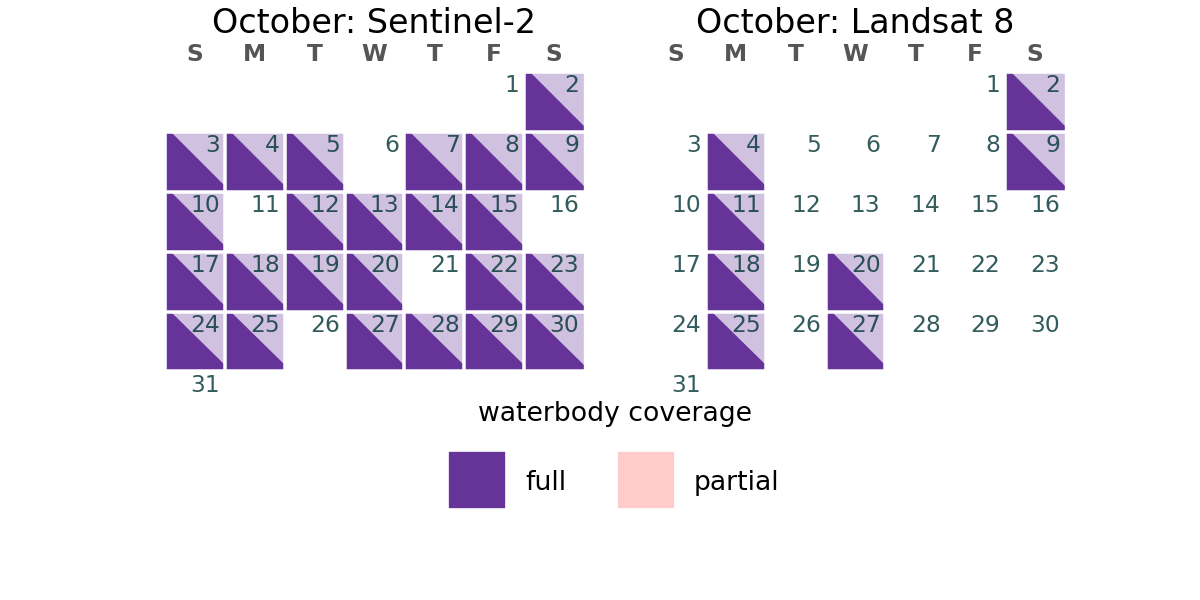 October: Sentinel-2
S M T W T F S
1 2
3 4 5 6 7 8 9
10 11 12 13 14 15 16
17 18 19 20 21 22 23
24 25 26 27 28 29 30
31
October: Landsat 8
S M T W T F S
1 2
3 4 5 6 7 8 9
10 11 12 13 14 15 16
17 18 19 20 21 22 23
24 25 26 27 28 29 30
31
waterbody coverage
full partial